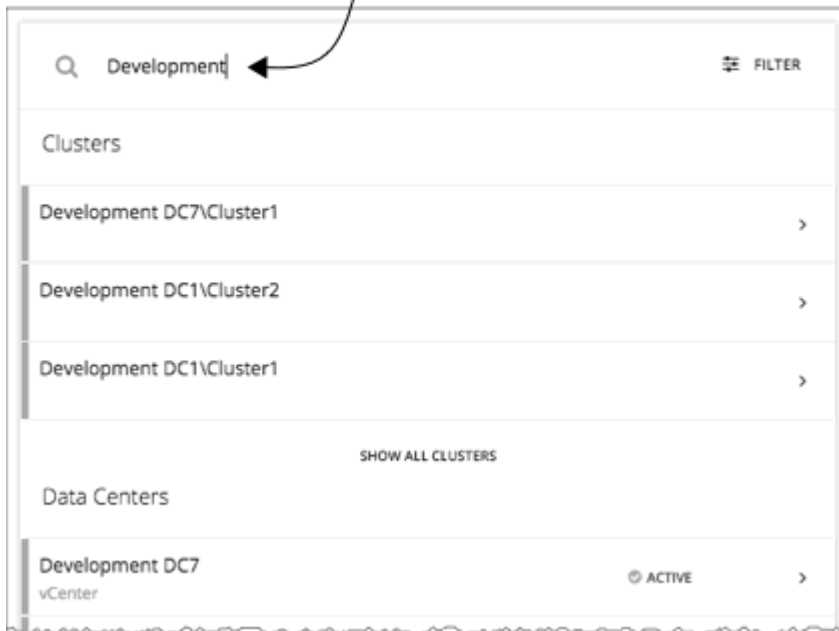 Development
FILTER
Clusters
Development DC7\Cluster1
Development DC1\Cluster2
Development DC1\Cluster1
SHOW ALL CLUSTERS
Data Centers
Development DC7
ACTIVE
vCenter